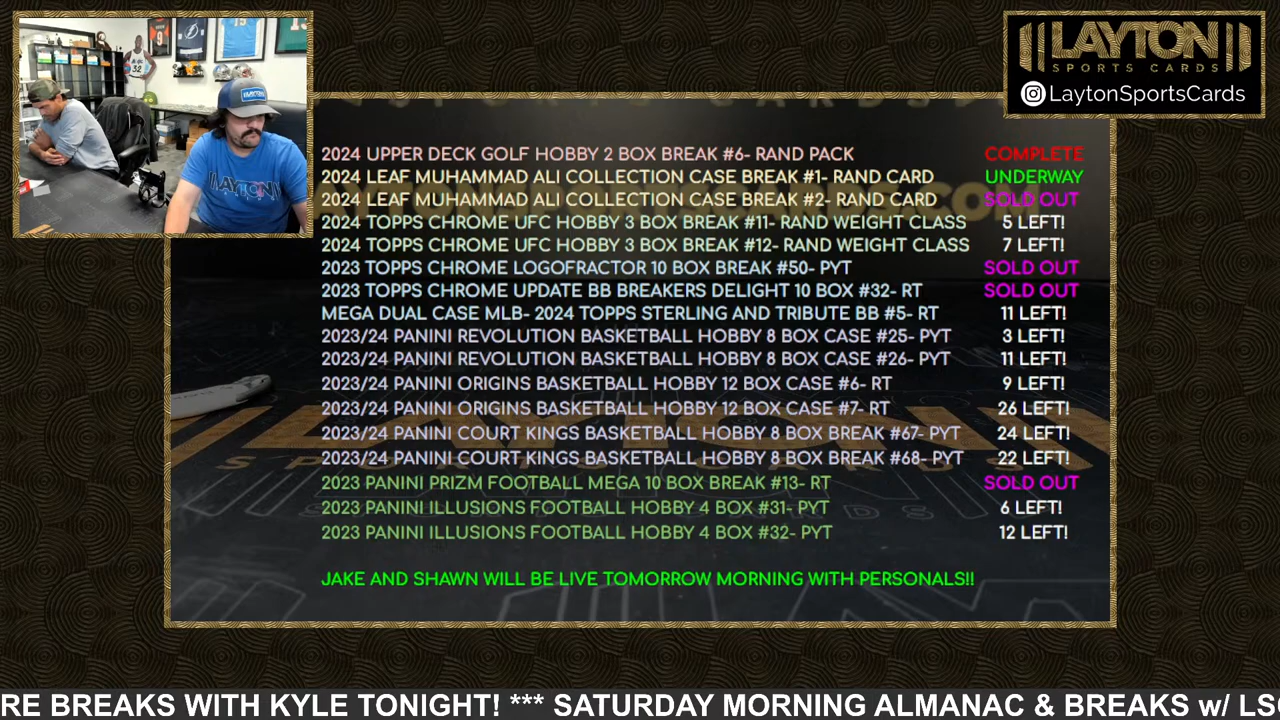 LAYTON
SPORTS CARDS
LaytonSportsCards
2024 UPPER DECK GOLF HOBBY 2 BOX BREAK #6- RAND PACK COMPLETE
2024 LEAF MUHAMMAD ALI COLLECTION CASE BREAK #1- RAND CARD UNDERWAY
2024 LEAF MUHAMMAD ALI COLLECTION CASE BREAK #2- RAND CARD SOLD OUT
2024 TOPPS CHROME UFC HOBBY 3 BOX BREAK #11- RAND WEIGHT CLASS 5 LEFT!
2024 TOPPS CHROME UFC HOBBY 3 BOX BREAK #12- RAND WEIGHT CLASS 7 LEFT!
2023 TOPPS CHROME LOGOFRACTOR 10 BOX BREAK #50- PYT SOLD OUT
2023 TOPPS CHROME UPDATE BB BREAKERS DELIGHT 10 BOX #32- RT SOLD OUT
MEGA DUAL CASE MLB- 2024 TOPPS STERLING AND TRIBUTE BB #5- RT 11 LEFT!
2023/24 PANINI REVOLUTION BASKETBALL HOBBY 8 BOX CASE #25- PYT 3 LEFT!
2023/24 PANINI REVOLUTION BASKETBALL HOBBY 8 BOX CASE #26- PYT 11 LEFT!
2023/24 PANINI ORIGINS BASKETBALL HOBBY 12 BOX CASE #6- RT 9 LEFT!
2023/24 PANINI ORIGINS BASKETBALL HOBBY 12 BOX CASE #7- RT 26 LEFT!
2023/24 PANINI COURT KINGS BASKETBALL HOBBY 8 BOX BREAK #67- PYT 24 LEFT!
2023/24 PANINI COURT KINGS BASKETBALL HOBBY 8 BOX BREAK #68- PYT 22 LEFT!
2023 PANINI PRIZM FOOTBALL MEGA 10 BOX BREAK #13- RT SOLD OUT
2023 PANINI ILLUSIONS FOOTBALL HOBBY 4 BOX #31- PYT 6 LEFT!
2023 PANINI ILLUSIONS FOOTBALL HOBBY 4 BOX #32- PYT 12 LEFT!
JAKE AND SHAWN WILL BE LIVE TOMORROW MORNING WITH PERSONALS!!
RE BREAKS WITH KYLE TONIGHT! *** SATURDAY MORNING ALMANAC & BREAKS w/ LS